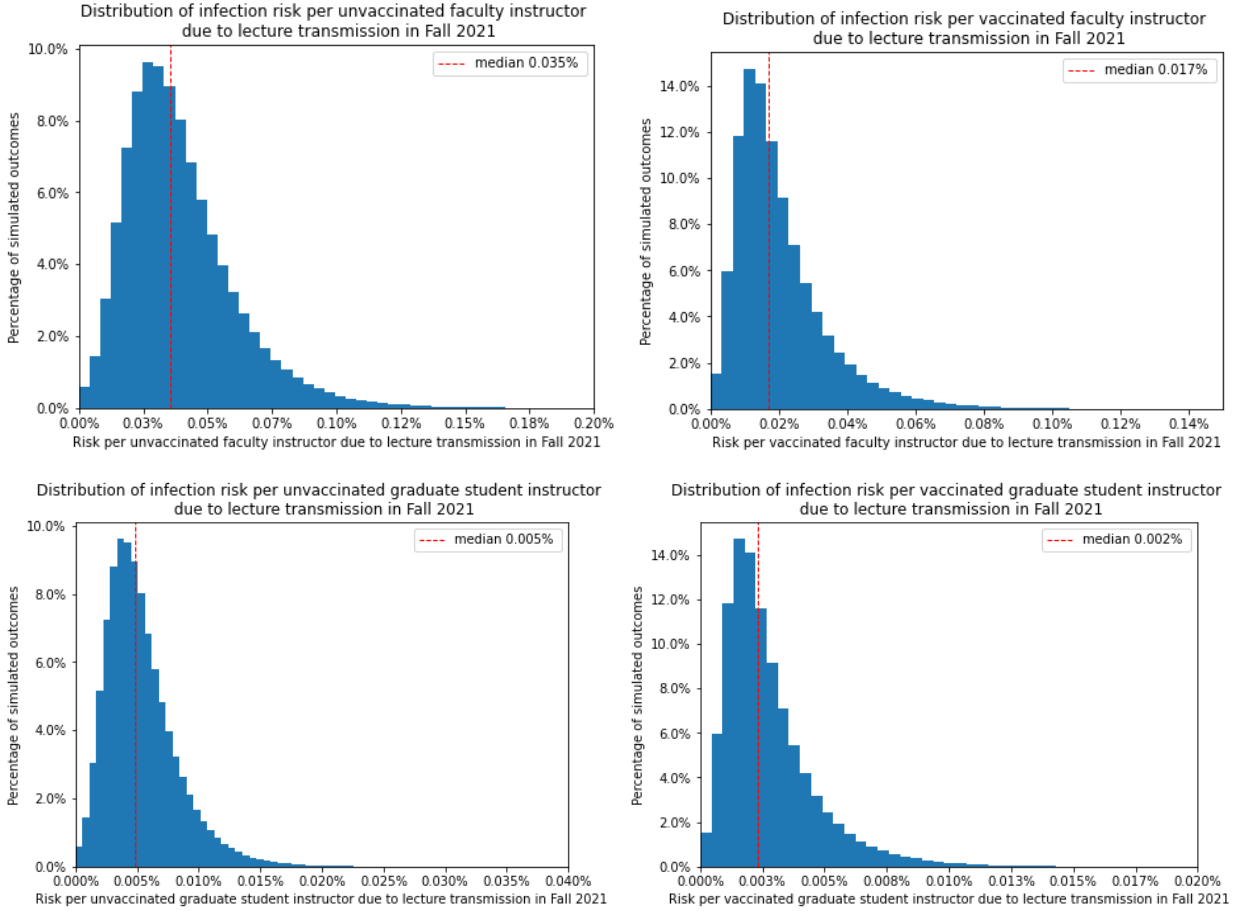 Distribution of infection risk per unvaccinated faculty instructor
due to lecture transmission in Fall 2021
median 0.035%
Percentage of simulated outcomes
10.0%
8.0%
6.0%
4.0%
2.0%
0.0%
0.00% 0.03% 0.05% 0.07% 0.10% 0.12% 0.15% 0.18% 0.20%
Risk per unvaccinated faculty instructor due to lecture transmission in Fall 2021
Distribution of infection risk per vaccinated faculty instructor
due to lecture transmission in Fall 2021
median 0.017%
Percentage of simulated outcomes
14.0%
12.0%
10.0%
8.0%
6.0%
4.0%
2.0%
0.0%
0.00% 0.02% 0.04% 0.06% 0.08% 0.10% 0.12% 0.14%
Risk per vaccinated faculty instructor due to lecture transmission in Fall 2021
Distribution of infection risk per unvaccinated graduate student instructor
due to lecture transmission in Fall 2021
median 0.005%
Percentage of simulated outcomes
10.0%
8.0%
6.0%
4.0%
2.0%
0.0%
0.000% 0.005% 0.010% 0.015% 0.020% 0.025% 0.030% 0.035% 0.040%
Risk per unvaccinated graduate student instructor due to lecture transmission in Fall 2021
Distribution of infection risk per vaccinated graduate student instructor
due to lecture transmission in Fall 2021
median 0.002%
Percentage of simulated outcomes
14.0%
12.0%
10.0%
8.0%
6.0%
4.0%
2.0%
0.0%
0.000% 0.003% 0.005% 0.008% 0.010% 0.013% 0.015% 0.017% 0.020%
Risk per vaccinated graduate student instructor due to lecture transmission in Fall 2021